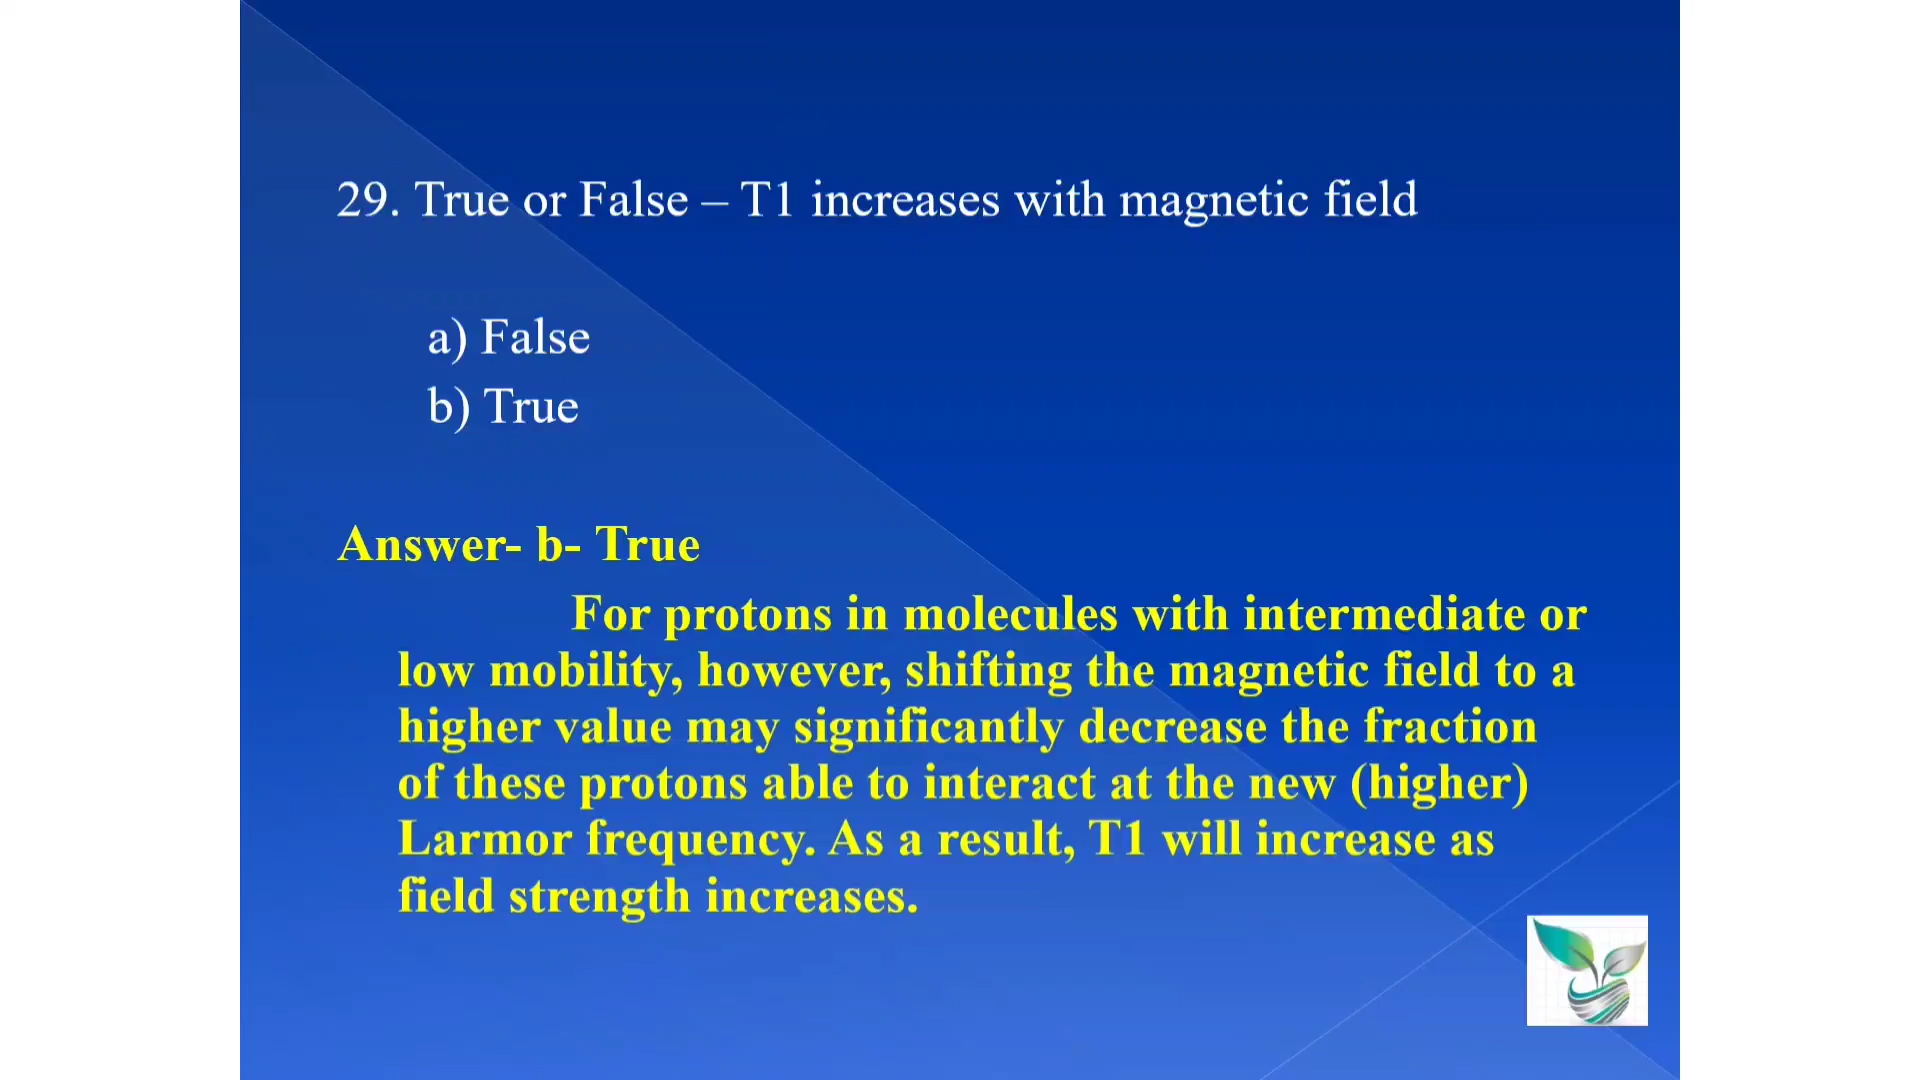 29. True or False – T1 increases with magnetic field
a) False
b) True
Answer- b- True
For protons in molecules with intermediate or
low mobility, however, shifting the magnetic field to a
higher value may significantly decrease the fraction
of these protons able to interact at the new (higher)
Larmor frequency. As a result, T1 will increase as
field strength increases.